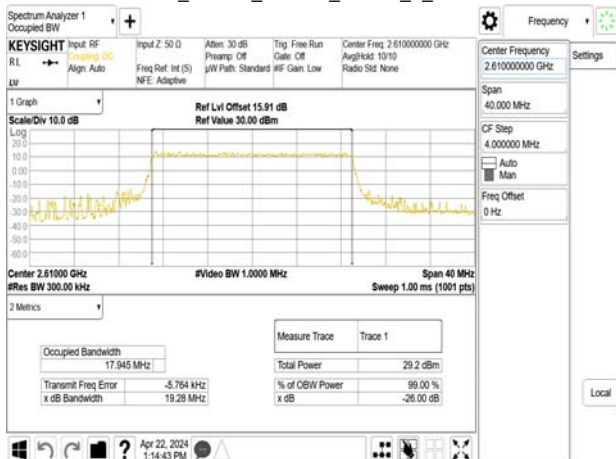 Spectrum Analyzer 1
Occupied BW
Frequency
KEYSIGHT Input: RF
RL
Coupling: DC
Align: Auto
LV
Input Z: 50 Ω
Freq Ref: Int (S)
NFE: Adaptive
Atten: 30 dB
Preamp: Off
µW Path: Standard
Trig: Free Run
Gate: Off
#IF Gain: Low
Center Freq: 2.610000000 GHz
Avg|Hold: 10/10
Radio Std: None
Center Frequency
2.610000000 GHz
Settings
Span
40.000 MHz
CF Step
4.000000 MHz
Auto
Man
Freq Offset
0 Hz
Local
1 Graph
Scale/Div 10.0 dB
Ref Lvl Offset 15.91 dB
Ref Value 30.00 dBm
Log
20.0
10.0
0.00
-10.0
-20.0
-30.0
-40.0
-50.0
-60.0
Center 2.61000 GHz
#Res BW 300.00 kHz
#Video BW 1.0000 MHz
Span 40 MHz
Sweep 1.00 ms (1001 pts)
2 Metrics
Measure Trace Trace 1
Occupied Bandwidth
17.945 MHz
Total Power 29.2 dBm
Transmit Freq Error -5.764 kHz
% of OBW Power 99.00 %
x dB Bandwidth 19.28 MHz
x dB -26.00 dB
Apr 22, 2024
1:14:43 PM